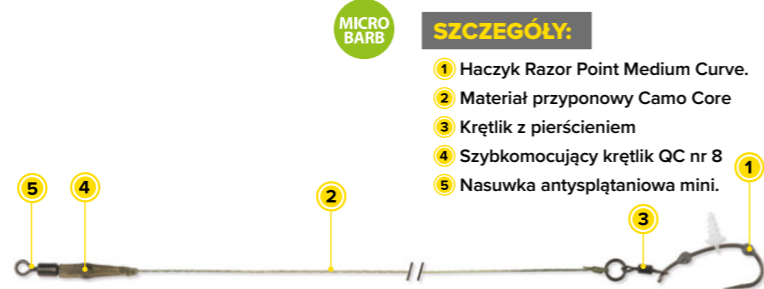 MICRO
BARB
SZCZEGÓŁY:
1 Haczyk Razor Point Medium Curve.
2 Materiał przyponowy Camo Core
3 Krętlik z pierścieniem
4 Szybkomocujący krętlik QC nr 8
5 Nasuwka antysplątaniowa mini.
1
5
4
2
3